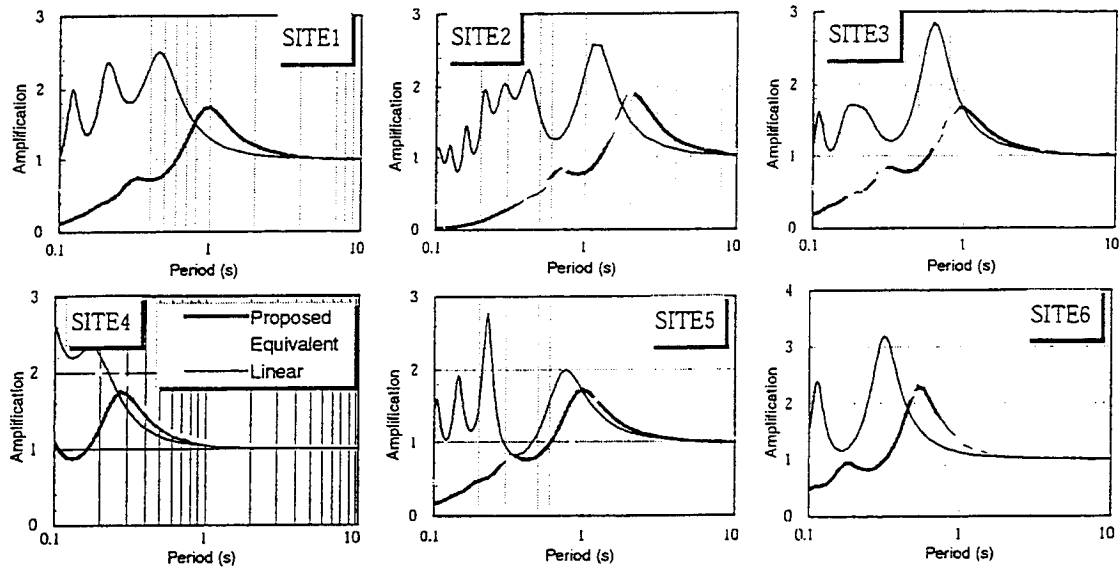 3
SITE1
2
Amplification
1
0
0.1
1
10
Period (s)
3
SITE2
2
Amplification
1
0
0.1
1
10
Period (s)
3
SITE3
2
Amplification
1
0
0.1
1
10
Period (s)
3
SITE4
Proposed
Equivalent
Linear
2
Amplification
1
0
0.1
1
10
Period (s)
3
SITE5
2
Amplification
1
0
0.1
1
10
Period (s)
4
SITE6
3
2
Amplification
1
0
0.1
1
10
Period (s)